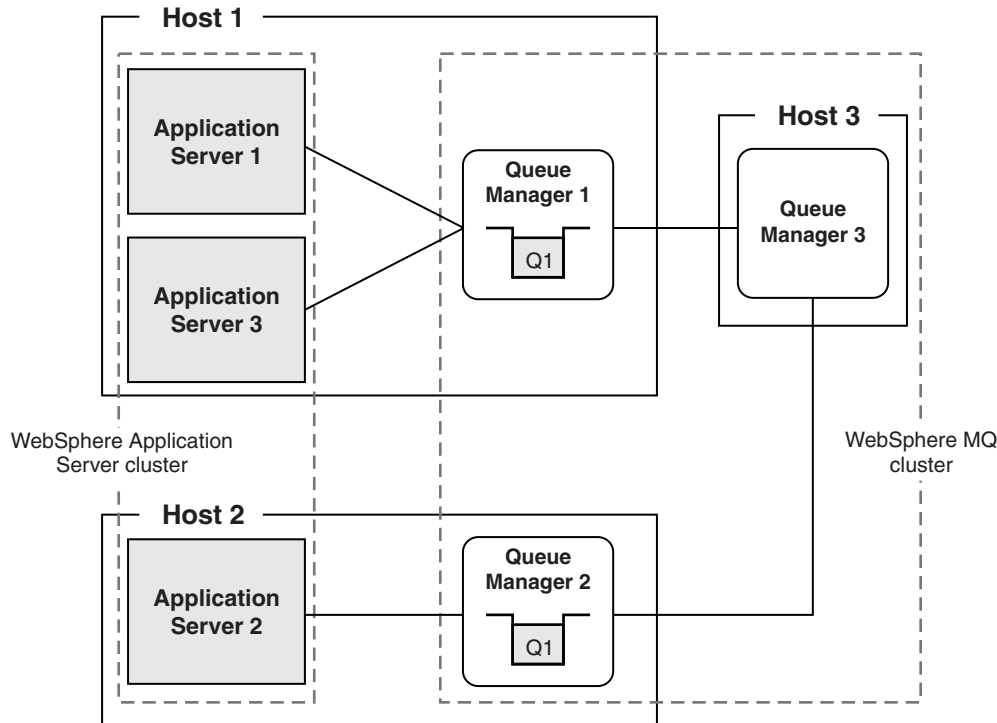 Host 1
Application
Server 1
Application
Server 3
Queue
Manager 1
Q1
Host 3
Queue
Manager 3
WebSphere Application
Server cluster
WebSphere MQ
cluster
Host 2
Application
Server 2
Queue
Manager 2
Q1